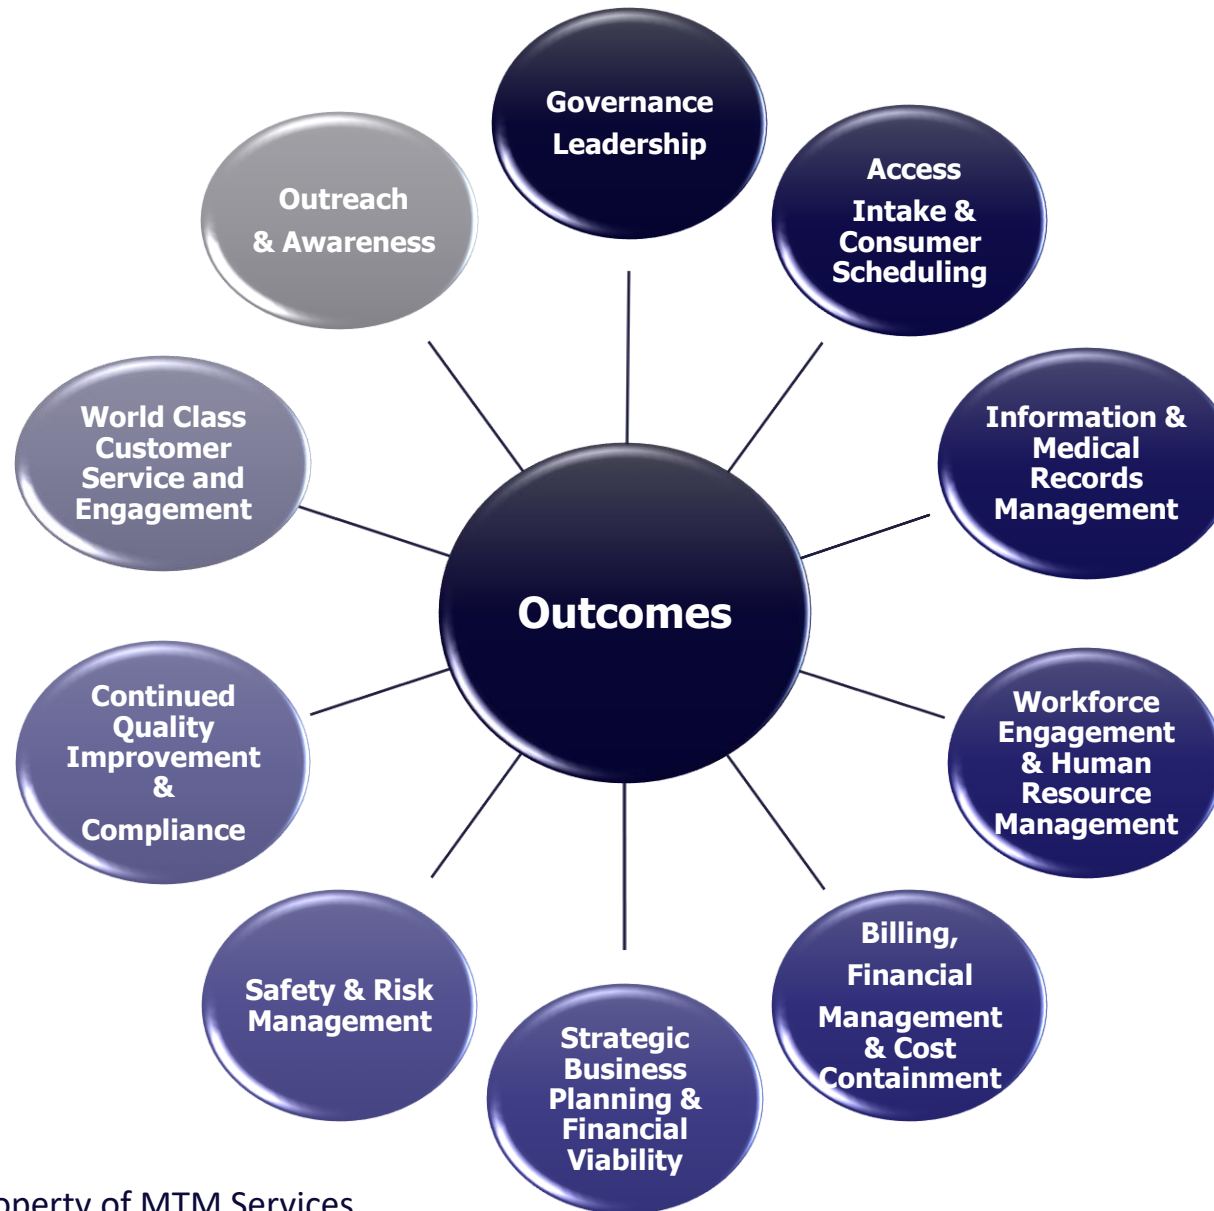 Governance
Leadership
Access
Intake &
Consumer
Scheduling
Information &
Medical
Records
Management
Workforce
Engagement
& Human
Resource
Management
Billing,
Financial
Management
& Cost
Containment
Strategic
Business
Planning &
Financial
Viability
Safety & Risk
Management
Continued
Quality
Improvement
&
Compliance
World Class
Customer
Service and
Engagement
Outreach
& Awareness
Outcomes
operty of MTM Services